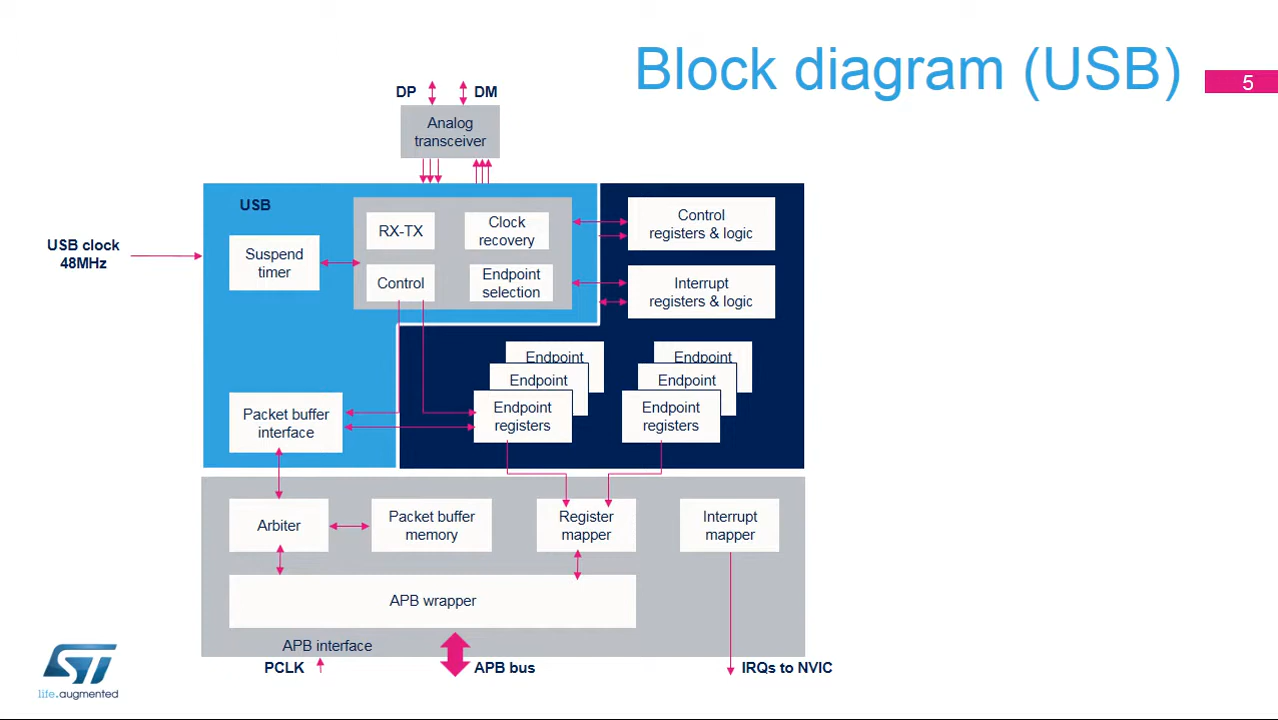 Block diagram (USB)
5
DP
DM
Analog
transceiver
USB
USB clock
48MHz
Suspend
timer
RX-TX
Clock
recovery
Control
Endpoint
selection
Control
registers & logic
Interrupt
registers & logic
Endpoint
Endpoint
Endpoint
registers
Endpoint
Endpoint
Endpoint
registers
Packet buffer
interface
Arbiter
Packet buffer
memory
Register
mapper
Interrupt
mapper
APB wrapper
APB interface
PCLK
APB bus
IRQs to NVIC
ST
life.augmented